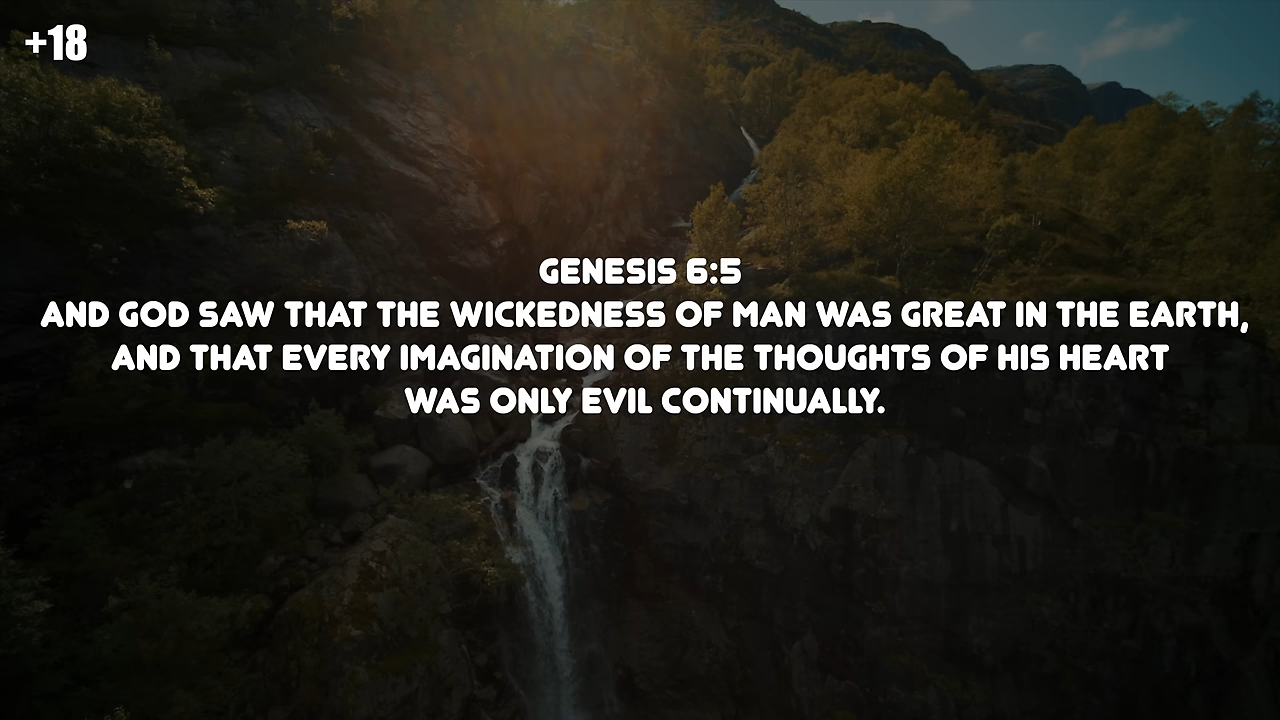 +18
GENESIS 6:5
AND GOD SAW THAT THE WICKEDNESS OF MAN WAS GREAT IN THE EARTH,
AND THAT EVERY IMAGINATION OF THE THOUGHTS OF HIS HEART
WAS ONLY EVIL CONTINUALLY.